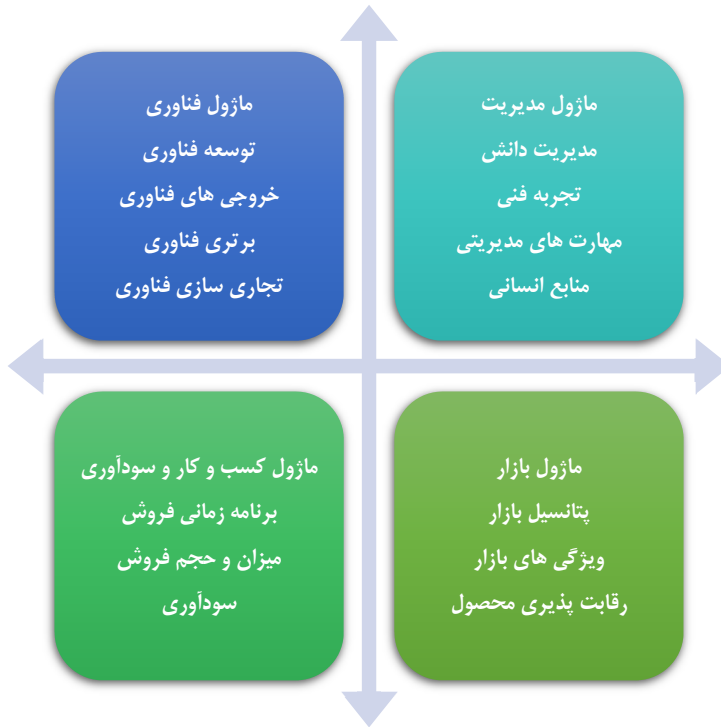 ماژول مدیریت
مدیریت دانش
تجربه فنی
مهارت های مدیریتی
منابع انسانی
ماژول فناوری
توسعه فناوری
خروجی های فناوری
برتری فناوری
تجاری سازی فناوری
ماژول بازار
پتانسیل بازار
ویژگی های بازار
رقابت پذیری محصول
ماژول کسب و کار و سودآوری
برنامه زمانی فروش
میزان و حجم فروش
سودآوری